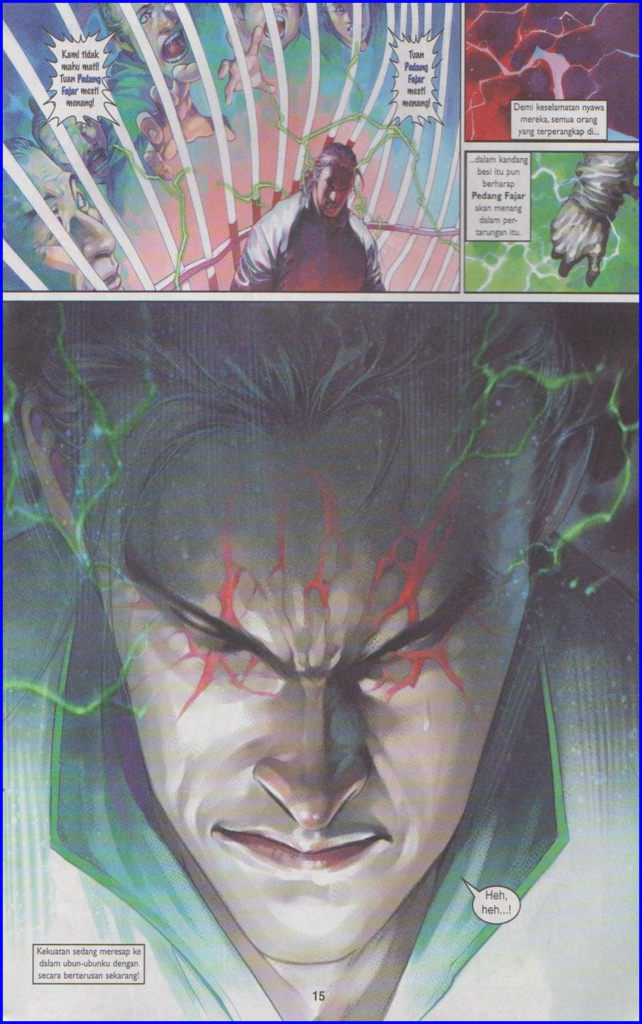 Kami tidak
mahu mati!
Tuan Pedang
Fajar mesti
menang!
Tuan
Pedang
Fajar
mesti
menang!
Demi keselamatan nyawa
mereka, semua orang
yang terperangkap di...
...dalam kandang
besi itu pun
berharap
Pedang Fajar
akan menang
dalam per-
tarungan itu.
Heh,
heh...!
Kekuatan sedang meresap ke
dalam ubun-ubunku dengan
secara berterusan sekarang!
15